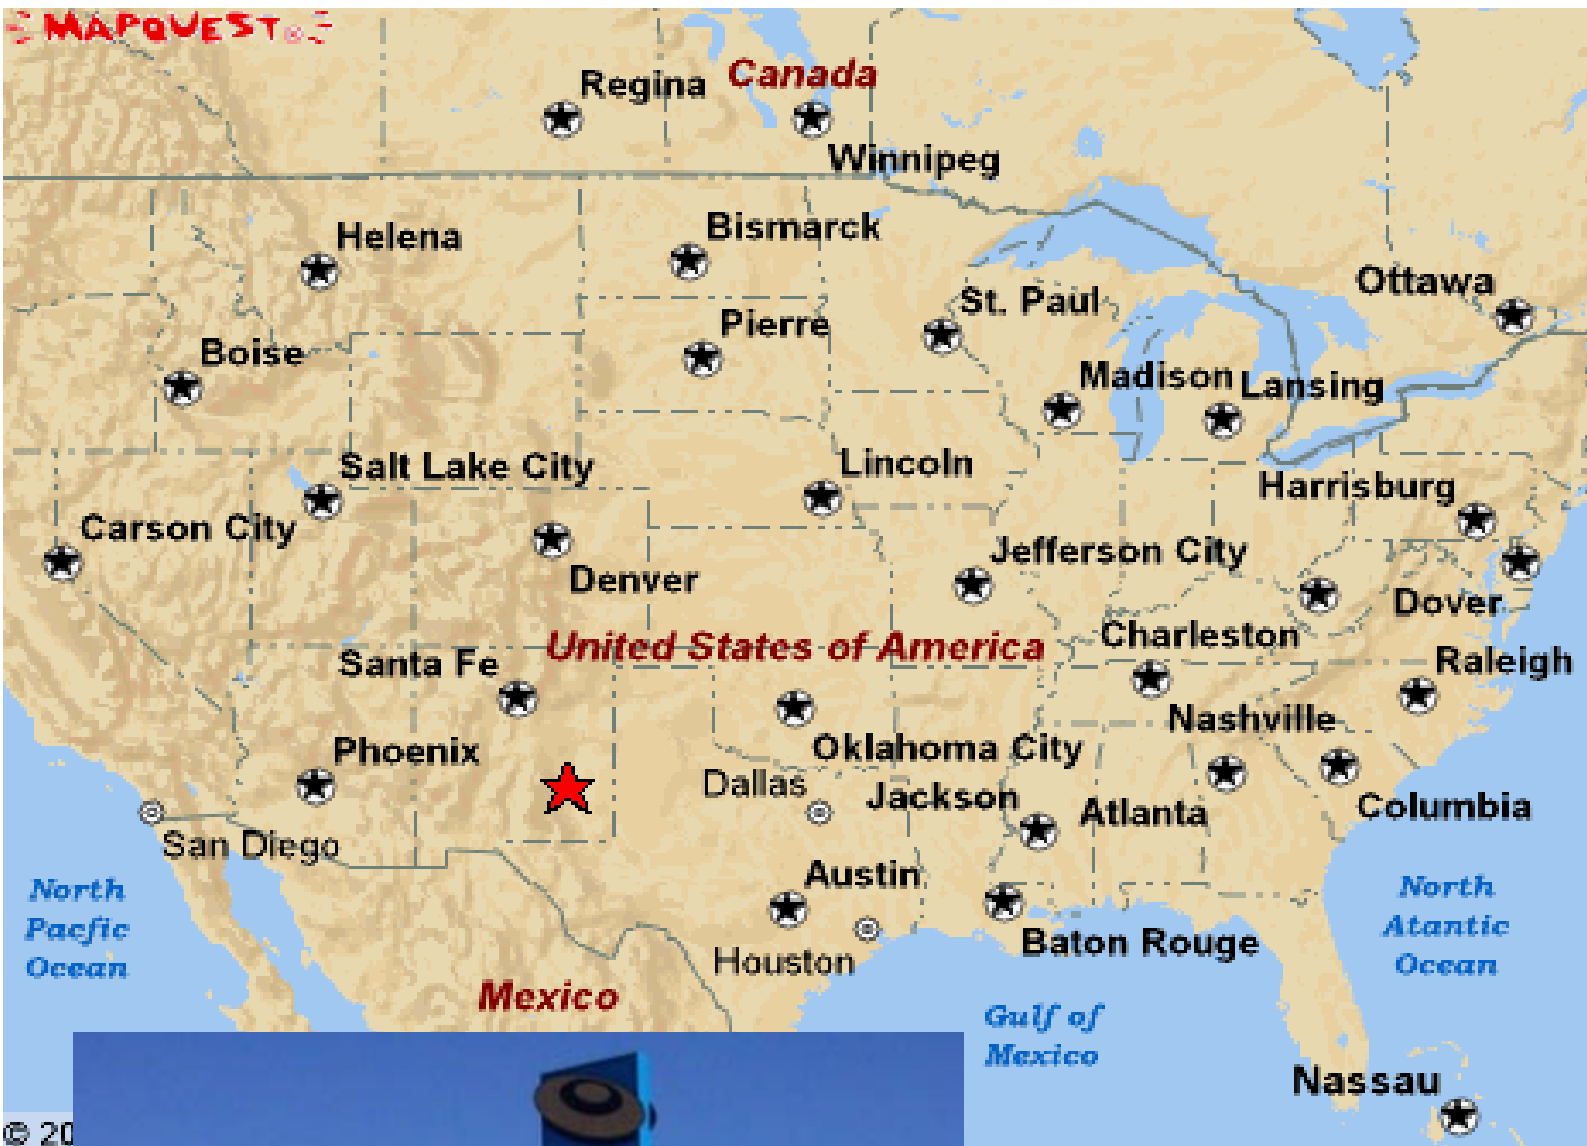 MAPQUEST®
Regina
Canada
Winnipeg
Helena
Bismarck
Ottawa
St. Paul
Pierre
Boise
Madison
Lansing
Salt Lake City
Lincoln
Harrisburg
Carson City
Jefferson City
Denver
Dover
Charleston
United States of America
Santa Fe
Raleigh
Nashville
Phoenix
Oklahoma City
Dallas
Jackson
Atlanta
Columbia
San Diego
Austin
North
Pacfic
Ocean
North
Atantic
Ocean
Baton Rouge
Houston
Mexico
Gulf of
Mexico
Nassau
© 20